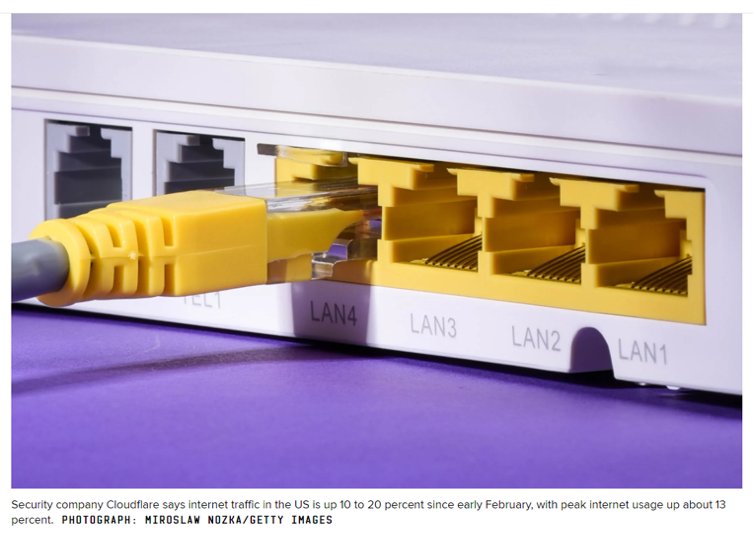 TEL1
LAN4
LAN3
LAN2
LAN1
Security company Cloudflare says internet traffic in the US is up 10 to 20 percent since early February, with peak internet usage up about 13
percent. PHOTOGRAPH: MIROSLAW NOZKA/GETTY IMAGES